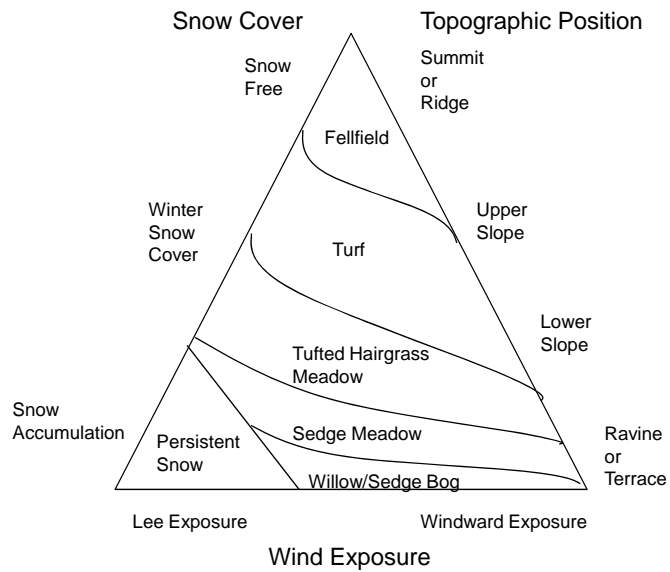 Snow Cover
Topographic Position
Snow
Free
Summit
or
Ridge
Fellfield
Winter
Snow
Cover
Upper
Slope
Turf
Lower
Slope
Tufted Hairgrass
Meadow
Snow
Accumulation
Persistent
Snow
Sedge Meadow
Ravine
or
Terrace
Willow/Sedge Bog
Lee Exposure
Windward Exposure
Wind Exposure